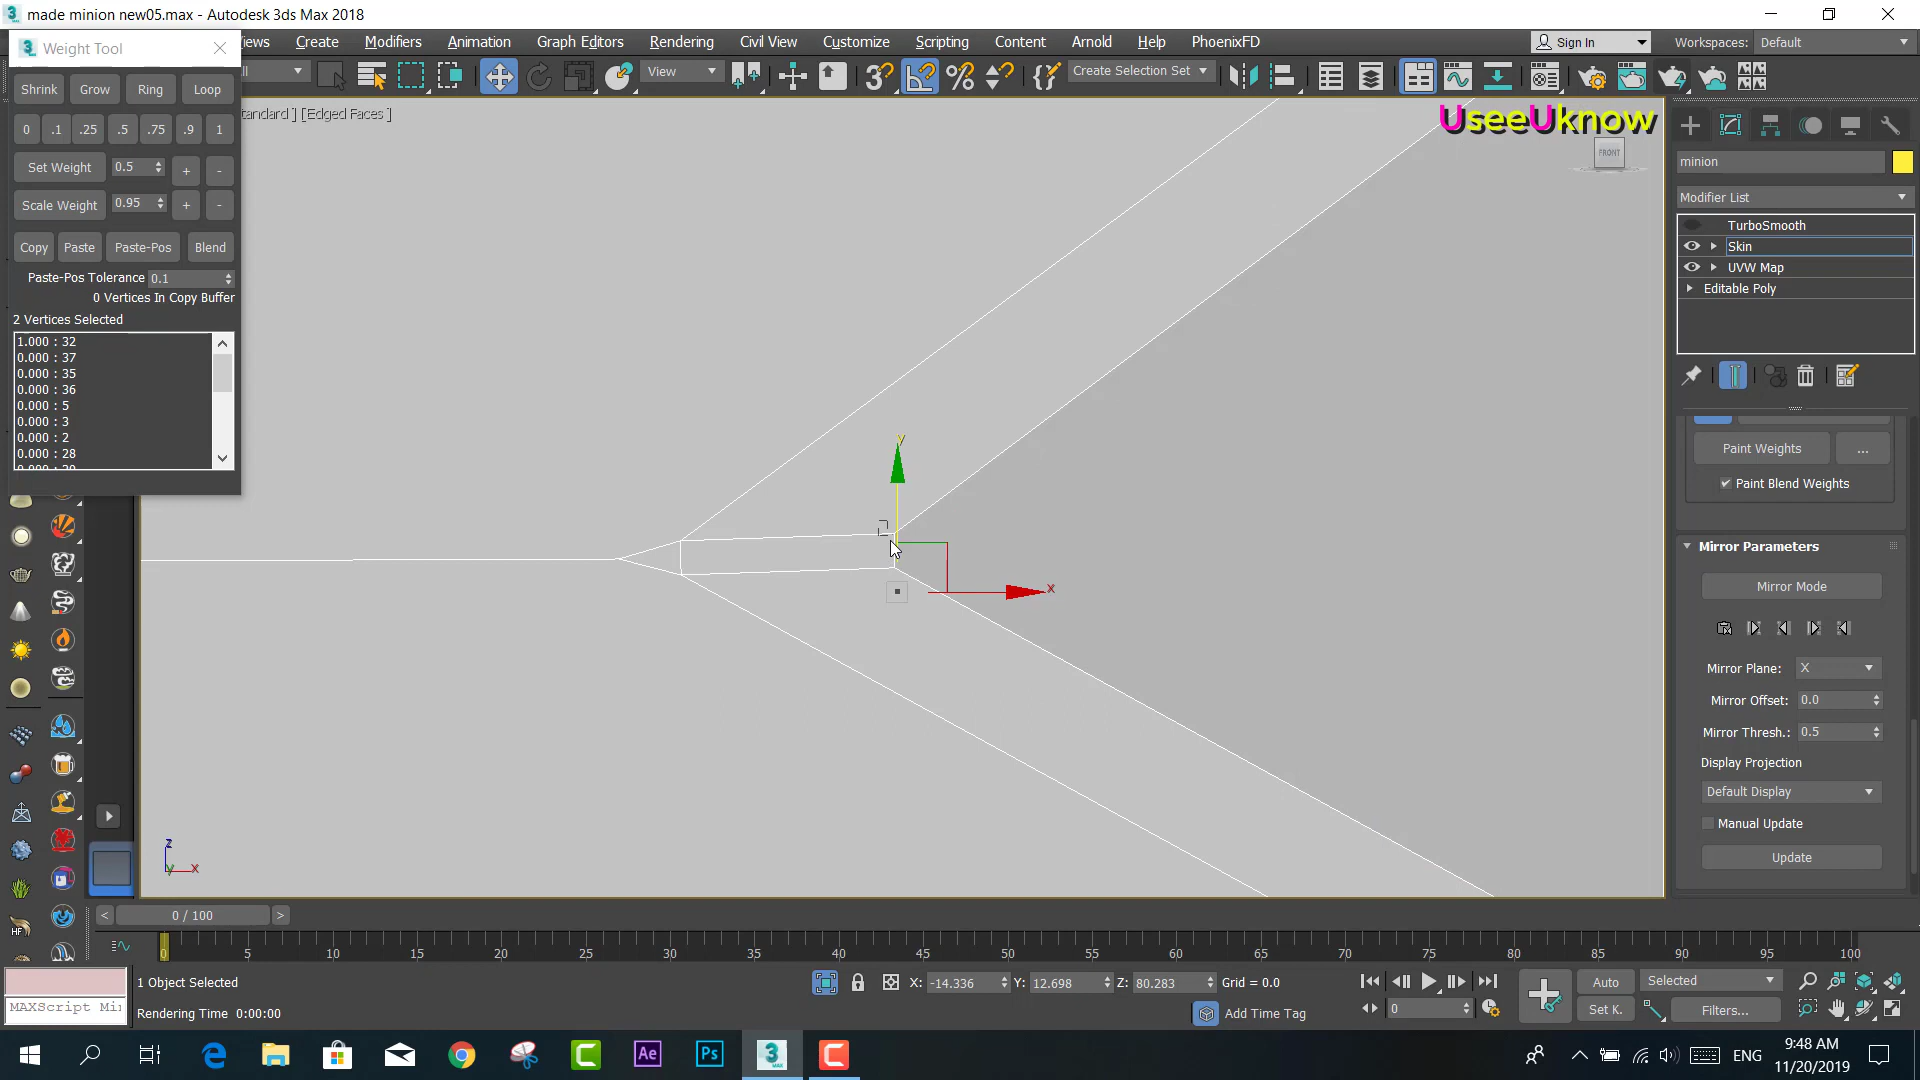 made minion new05.max - Autodesk 3ds Max 2018
Weight Tool
iews Create Modifiers Animation Graph Editors Rendering Civil View Customize Scripting Content Arnold Help PhoenixFD
Sign In
Workspaces: Default
Shrink Grow Ring Loop
ll
View
Create Selection Set
0 .1 .25 .5 .75 .9 1
tandard ] [Edged Faces ]
UseeUknow
FRONT
Set Weight 0.5 + -
Scale Weight 0.95 + -
Copy Paste Paste-Pos Blend
Paste-Pos Tolerance 0.1
0 Vertices In Copy Buffer
2 Vertices Selected
1.000 : 32
0.000 : 37
0.000 : 35
0.000 : 36
0.000 : 5
0.000 : 3
0.000 : 2
0.000 : 28
minion
Modifier List
TurboSmooth
Skin
UVW Map
Editable Poly
Paint Weights ...
Paint Blend Weights
Mirror Parameters
Mirror Mode
Mirror Plane: X
Mirror Offset: 0.0
Mirror Thresh.: 0.5
Display Projection
Default Display
Manual Update
Update
y
x
z
y x
HF
< 0 / 100 >
0 5 10 15 20 25 30 35 40 45 50 55 60 65 70 75 80 85 90 95 100
1 Object Selected
X: -14.336 Y: 12.698 Z: 80.283 Grid = 0.0
Auto Selected
MAXScript Mi
Rendering Time 0:00:00
Add Time Tag
0
Set K. Filters...
Ae Ps 3 MAX
ENG
9:48 AM
11/20/2019